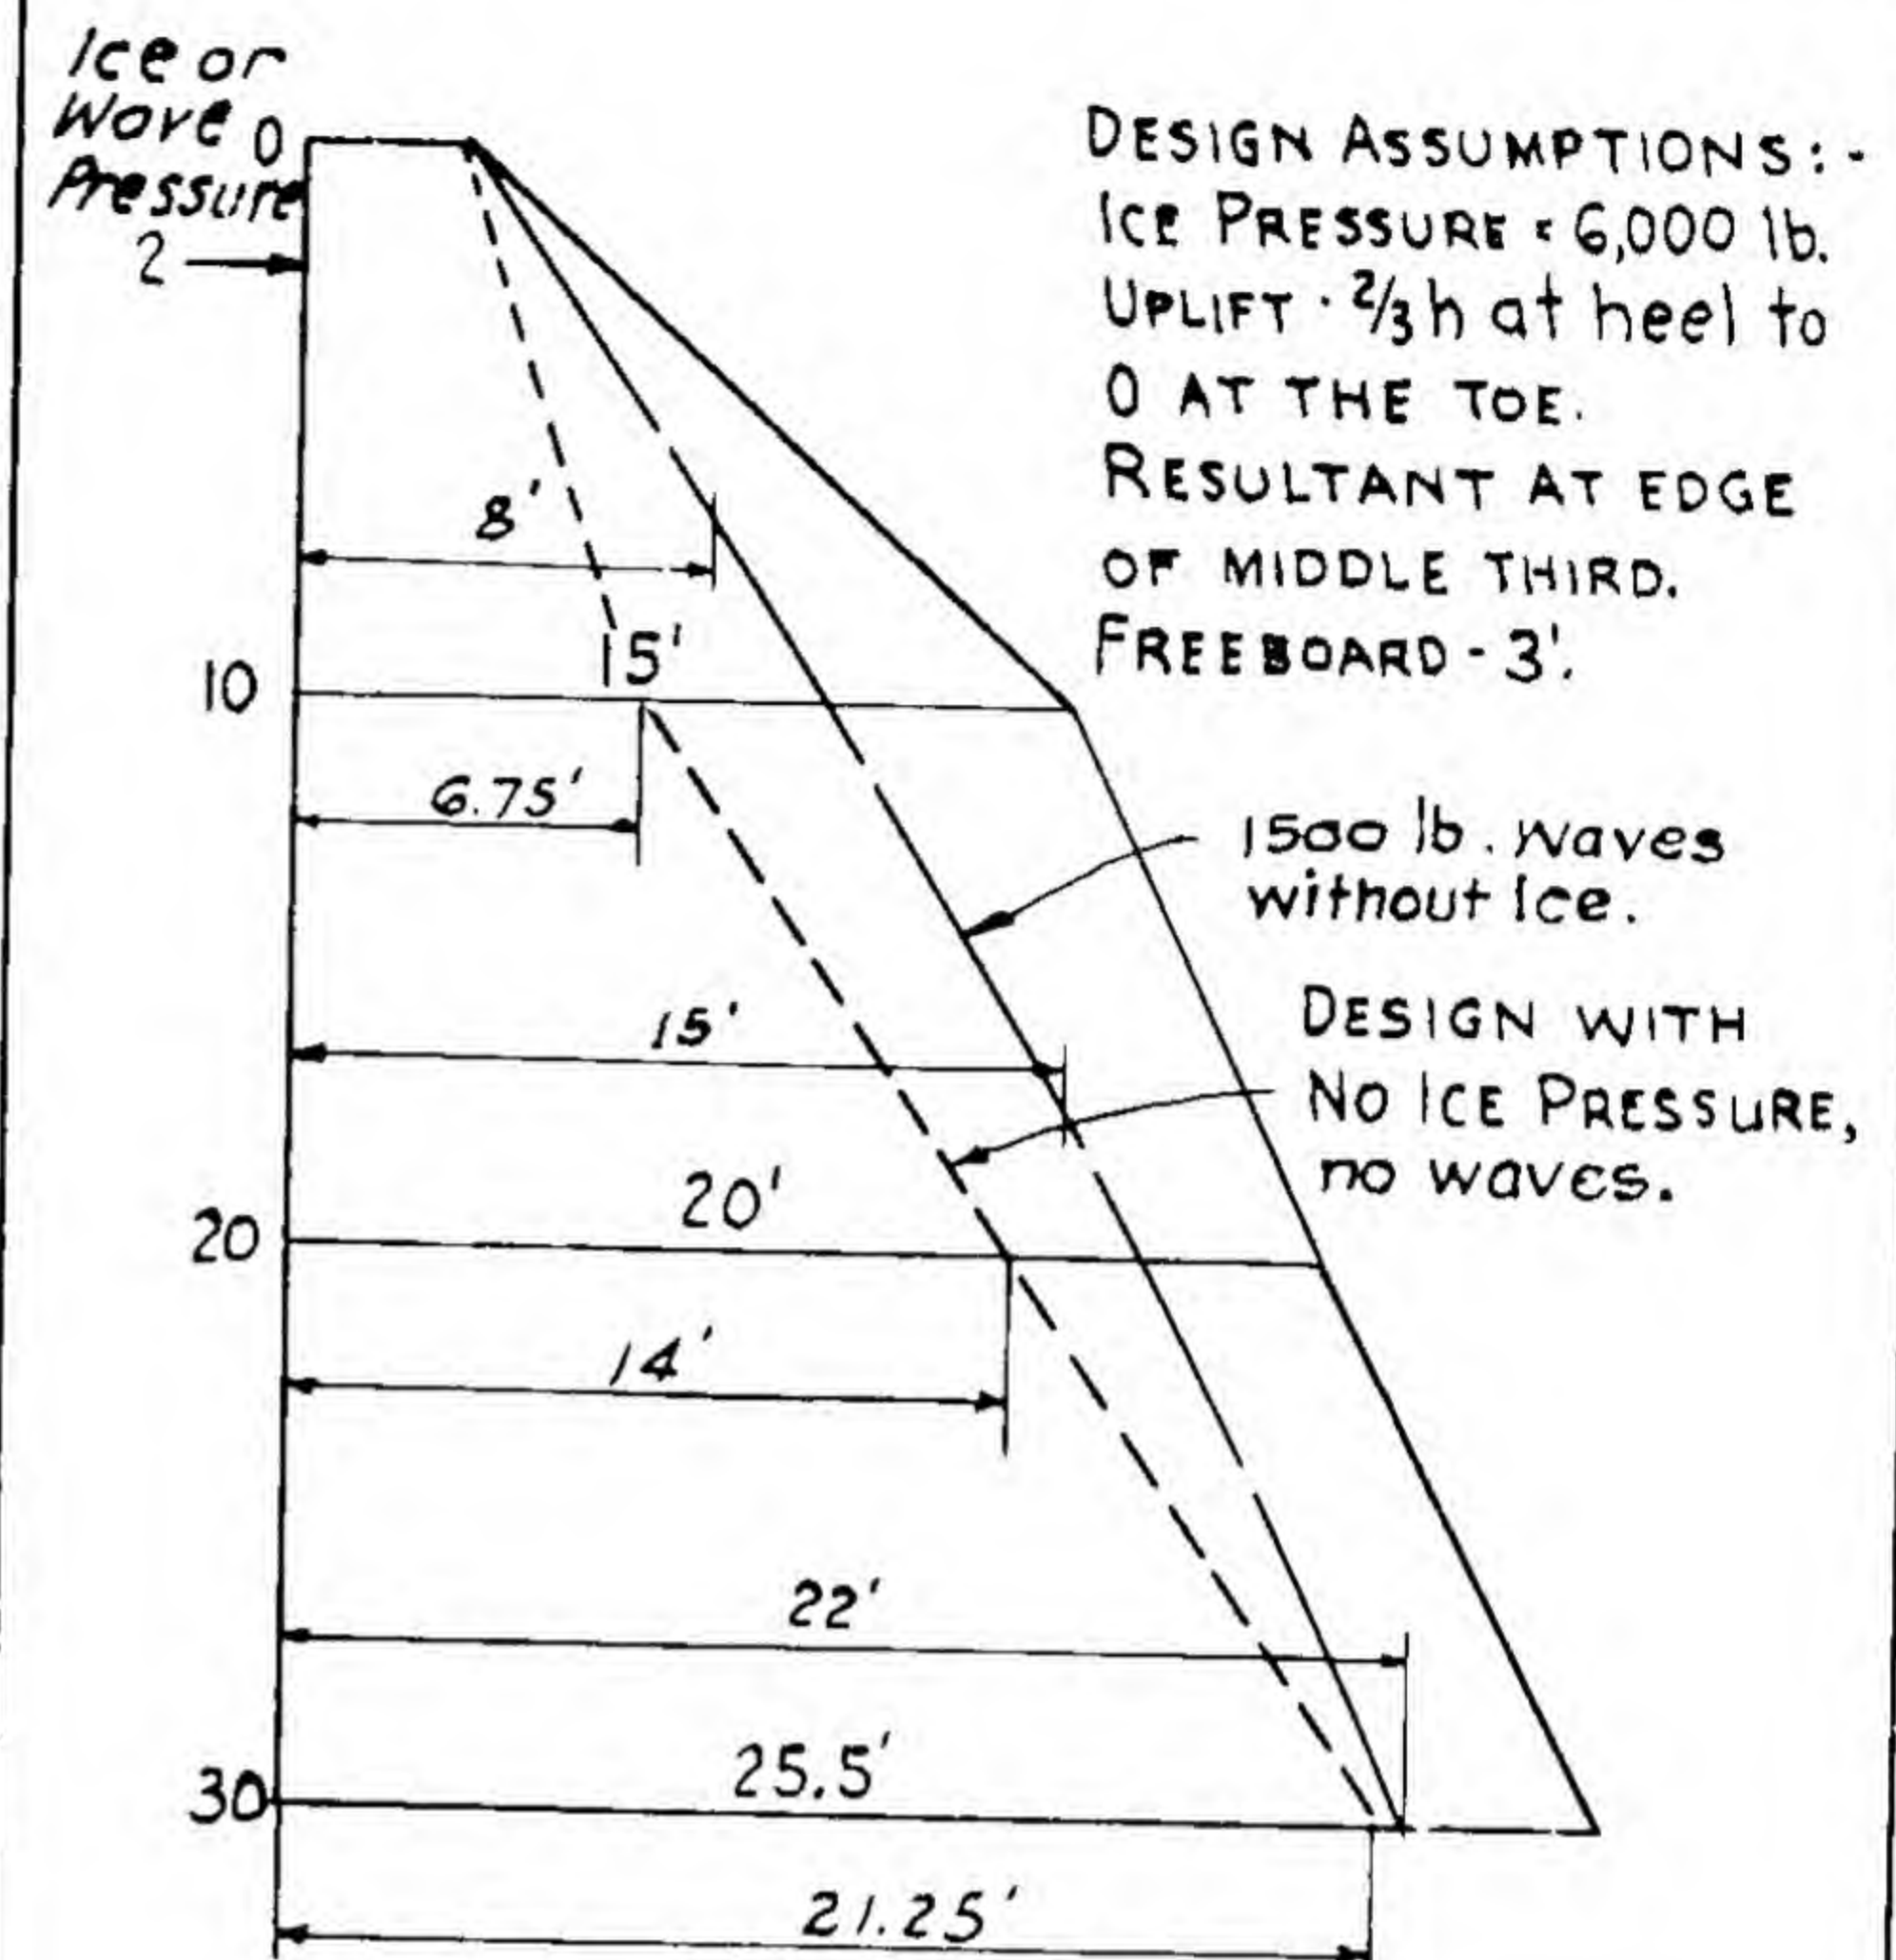 Ice or
Wave
Pressure
0
2
DESIGN ASSUMPTIONS:-
ICE PRESSURE = 6,000 lb.
UPLIFT · 2/3 h at heel to
0 AT THE TOE.
RESULTANT AT EDGE
OF MIDDLE THIRD.
FREEBOARD - 3'.
8'
15'
10
6.75'
1500 lb. waves
without Ice.
15'
DESIGN WITH
NO ICE PRESSURE,
no waves.
20'
20
14'
22'
25.5'
30
21.25'